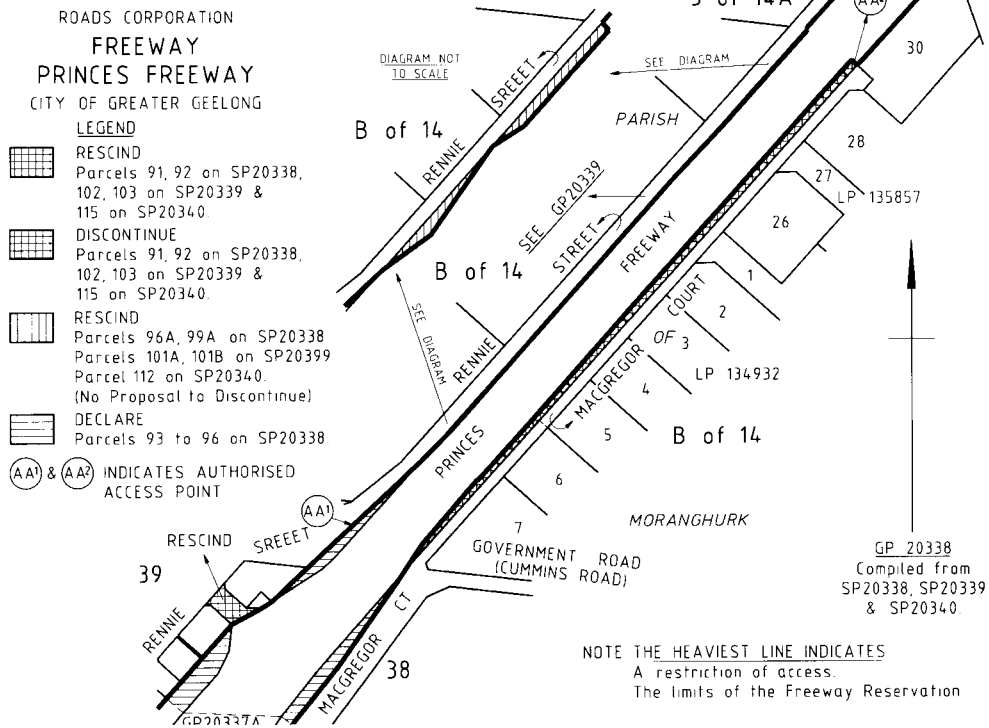 ROADS CORPORATION
FREEWAY
PRINCES FREEWAY
CITY OF GREATER GEELONG
LEGEND
RESCIND
Parcels 91, 92 on SP20338,
102, 103 on SP20339 &
115 on SP20340.
DISCONTINUE
Parcels 91, 92 on SP20338,
102, 103 on SP20339 &
115 on SP20340.
RESCIND
Parcels 96A, 99A on SP20338
Parcels 101A, 101B on SP20399
Parcel 112 on SP20340.
(No Proposal to Discontinue)
DECLARE
Parcels 93 to 96 on SP20338.
AA1 & AA2 INDICATES AUTHORISED
ACCESS POINT
DIAGRAM NOT
TO SCALE
B of 14
RENNIE SREEET
SEE DIAGRAM
AA2
30
PARISH
28
27
LP 135857
26
SEE GP20339
B of 14
STREET
FREEWAY
SEE DIAGRAM
RENNIE
1
2
COURT
OF
3
MACGREGOR
LP 134932
4
B of 14
5
PRINCES
6
7
MORANGHURK
AA1
SREEET
RESCIND
39
GOVERNMENT ROAD
(CUMMINS ROAD)
RENNIE
MACGREGOR CT
38
GP20337A
GP 20338
Compiled from
SP20338, SP20339
& SP20340.
NOTE THE HEAVIEST LINE INDICATES
A restriction of access.
The limits of the Freeway Reservation